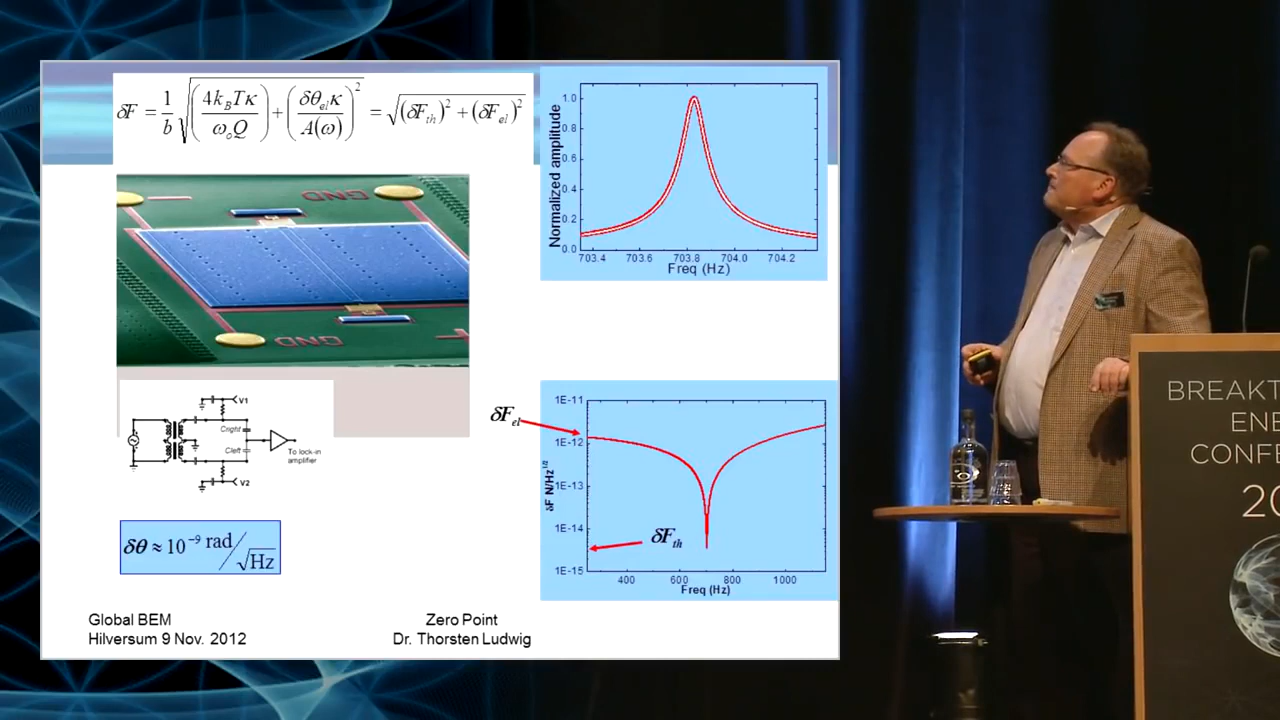 δF = 1/b √((4k_BTκ/ω_oQ) + (δθ_elκ/A(ω))²) = √((δF_th)² + (δF_el)²)
GND
GND
Normalized amplitude
1.0
0.8
0.6
0.4
0.2
0.0
703.4 703.6 703.8 704.0 704.2
Freq (Hz)
V1
Cright
Cleft
To lock-in
amplifier
V2
δθ ≈ 10⁻⁹ rad/√Hz
δF_el
δF_th
δF N/Hz^1/2
1E-11
1E-12
1E-13
1E-14
1E-15
400 600 800 1000
Freq (Hz)
Global BEM
Hilversum 9 Nov. 2012
Zero Point
Dr. Thorsten Ludwig
BREAKT
ENE
CONFE
20